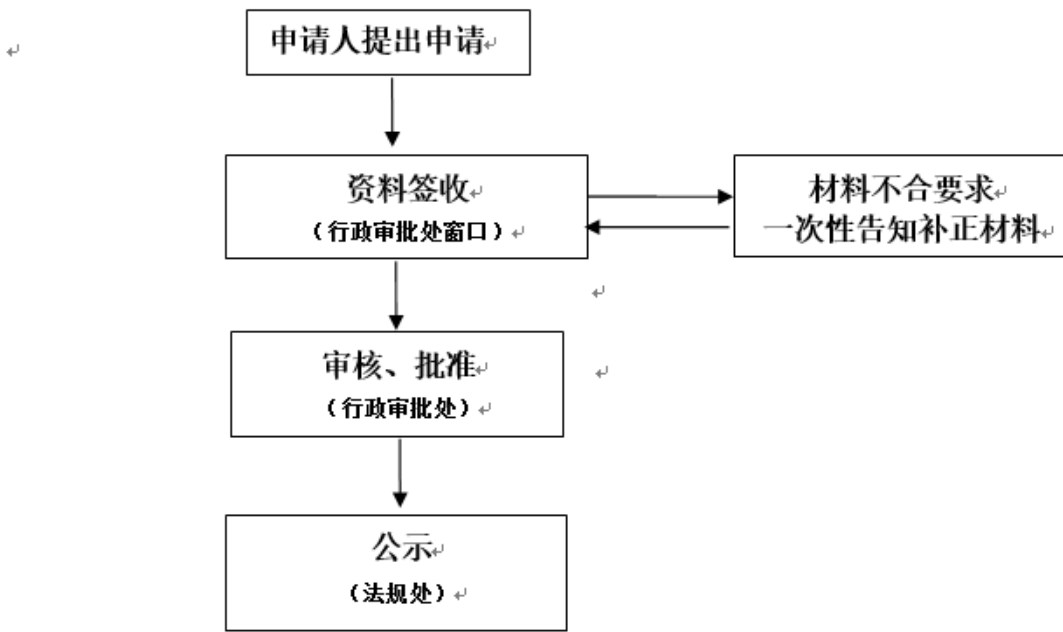 申请人提出申请
资料签收
（行政审批处窗口）
材料不合要求
一次性告知补正材料
审核、批准
（行政审批处）
公示
（法规处）